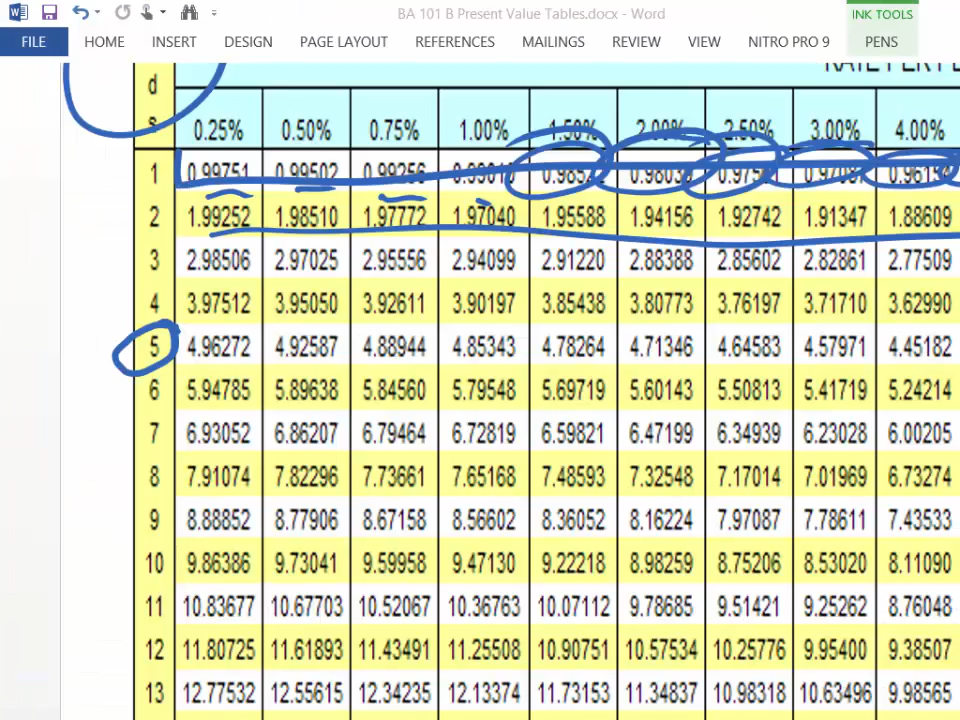 BA 101 B Present Value Tables.docx - Word
INK TOOLS
FILE HOME INSERT DESIGN PAGE LAYOUT REFERENCES MAILINGS REVIEW VIEW NITRO PRO 9 PENS
d
s 0.25% 0.50% 0.75% 1.00% 1.50% 2.00% 2.50% 3.00% 4.00%
1 0.99751 0.99502 0.99256
2 1.99252 1.98510 1.97772 1.97040 1.95588 1.94156 1.92742 1.91347 1.88609
3 2.98506 2.97025 2.95556 2.94099 2.91220 2.88388 2.85602 2.82861 2.77509
4 3.97512 3.95050 3.92611 3.90197 3.85438 3.80773 3.76197 3.71710 3.62990
5 4.96272 4.92587 4.88944 4.85343 4.78264 4.71346 4.64583 4.57971 4.45182
6 5.94785 5.89638 5.84560 5.79548 5.69719 5.60143 5.50813 5.41719 5.24214
7 6.93052 6.86207 6.79464 6.72819 6.59821 6.47199 6.34939 6.23028 6.00205
8 7.91074 7.82296 7.73661 7.65168 7.48593 7.32548 7.17014 7.01969 6.73274
9 8.88852 8.77906 8.67158 8.56602 8.36052 8.16224 7.97087 7.78611 7.43533
10 9.86386 9.73041 9.59958 9.47130 9.22218 8.98259 8.75206 8.53020 8.11090
11 10.83677 10.67703 10.52067 10.36763 10.07112 9.78685 9.51421 9.25262 8.76048
12 11.80725 11.61893 11.43491 11.25508 10.90751 10.57534 10.25776 9.95400 9.38507
13 12.77532 12.55615 12.34235 12.13374 11.73153 11.34837 10.98318 10.63496 9.98565